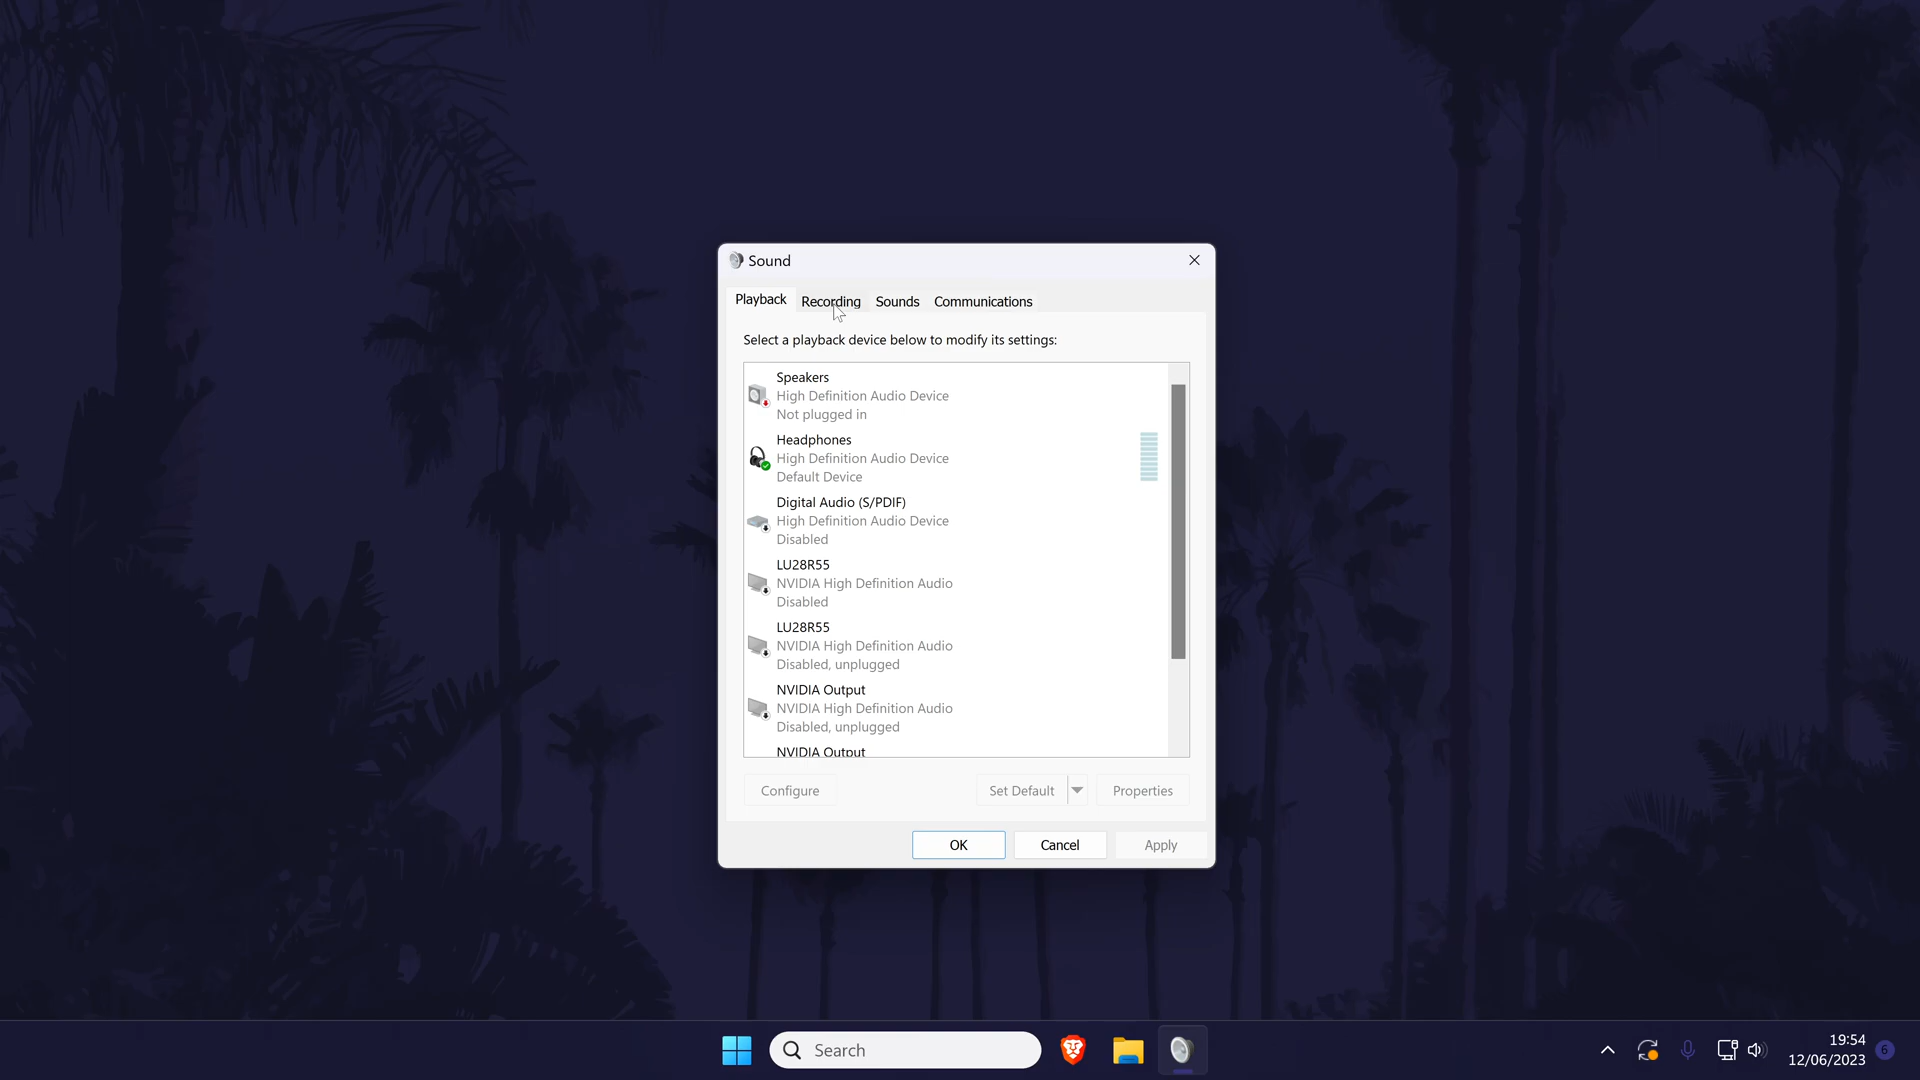 Sound
Playback Recording Sounds Communications
Select a playback device below to modify its settings:
Speakers
High Definition Audio Device
Not plugged in
Headphones
High Definition Audio Device
Default Device
Digital Audio (S/PDIF)
High Definition Audio Device
Disabled
LU28R55
NVIDIA High Definition Audio
Disabled
LU28R55
NVIDIA High Definition Audio
Disabled, unplugged
NVIDIA Output
NVIDIA High Definition Audio
Disabled, unplugged
NVIDIA Output
Configure Set Default Properties
OK Cancel Apply
Search
19:54
12/06/2023 6